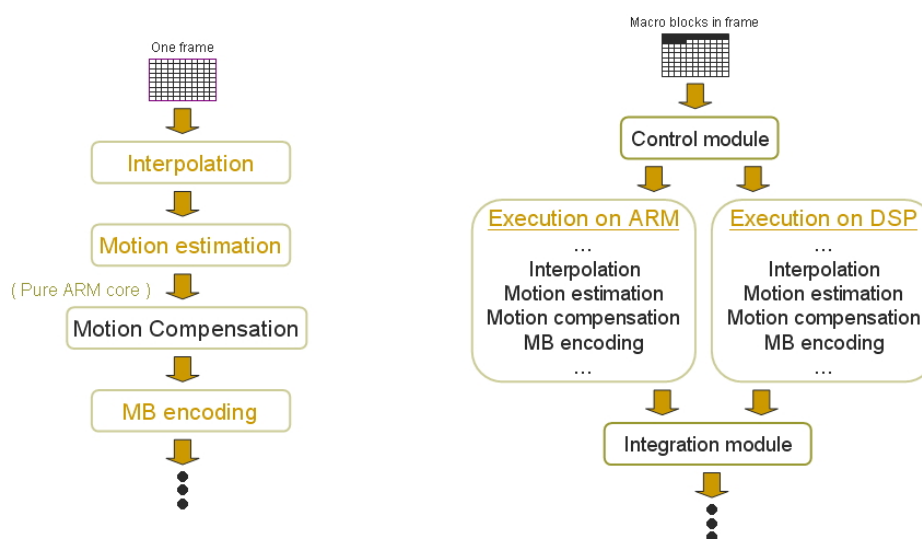 One frame
Interpolation
Motion estimation
( Pure ARM core )
Motion Compensation
MB encoding
Macro blocks in frame
Control module
Execution on ARM
...
Interpolation
Motion estimation
Motion compensation
MB encoding
...
Execution on DSP
...
Interpolation
Motion estimation
Motion compensation
MB encoding
...
Integration module